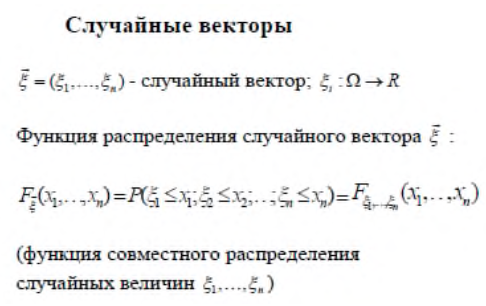 Случайные векторы
ξ⃗ = (ξ₁,…,ξₙ) - случайный вектор; ξᵢ : Ω → R
Функция распределения случайного вектора ξ⃗ :
F_ξ⃗(x₁,…,xₙ)=P(ξ₁≤x₁;ξ₂≤x₂;…;ξₙ≤xₙ)=F_ξ₁,…,ξₙ(x₁,…,xₙ)
(функция совместного распределения
случайных величин ξ₁,…,ξₙ)